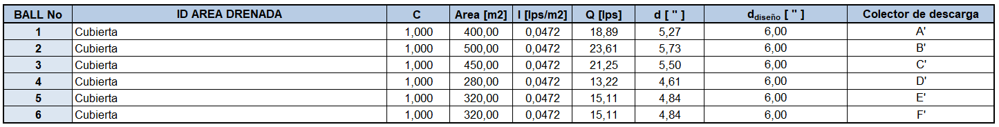 BALL No ID AREA DRENADA C Area [m2] I [lps/m2] Q [lps] d [ " ] ddiseño [ " ] Colector de descarga
1 Cubierta 1,000 400,00 0,0472 18,89 5,27 6,00 A'
2 Cubierta 1,000 500,00 0,0472 23,61 5,73 6,00 B'
3 Cubierta 1,000 450,00 0,0472 21,25 5,50 6,00 C'
4 Cubierta 1,000 280,00 0,0472 13,22 4,61 6,00 D'
5 Cubierta 1,000 320,00 0,0472 15,11 4,84 6,00 E'
6 Cubierta 1,000 320,00 0,0472 15,11 4,84 6,00 F'